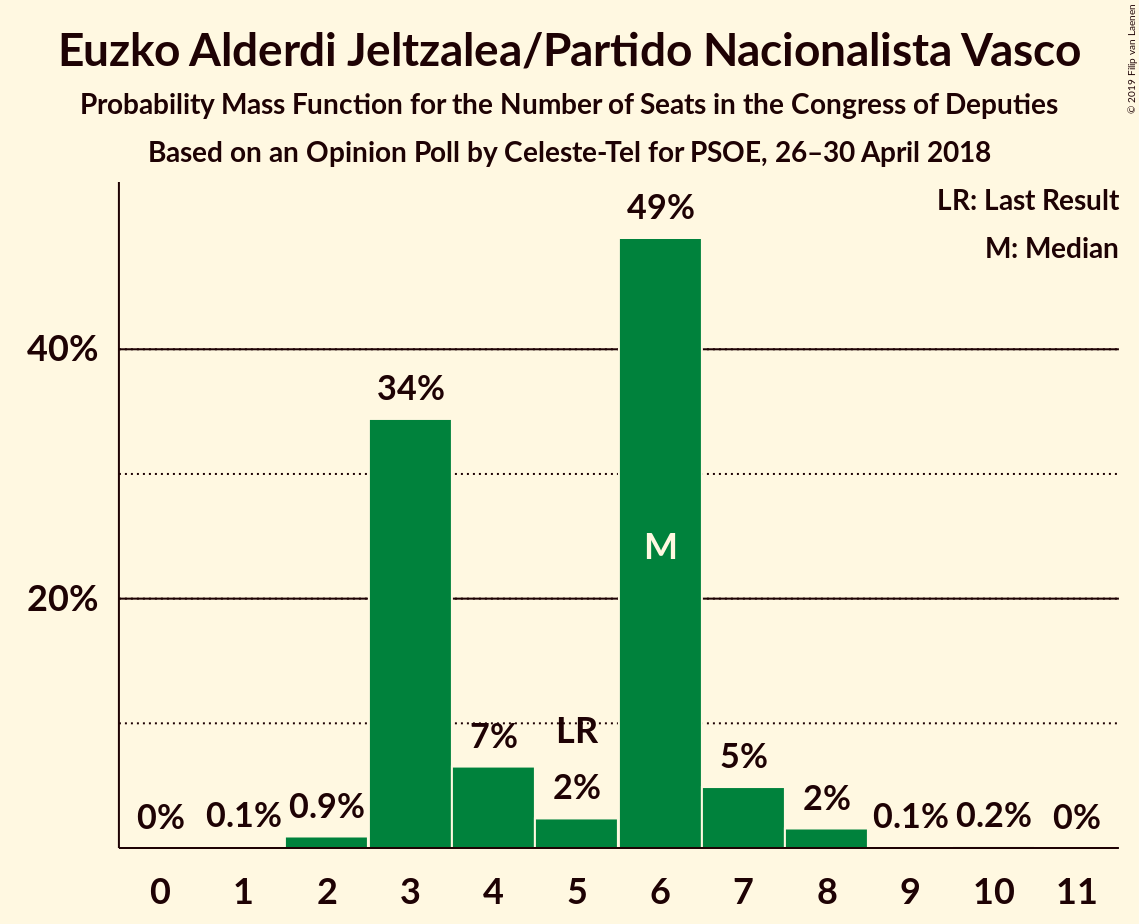 Euzko Alderdi Jeltzalea/Partido Nacionalista Vasco
Probability Mass Function for the Number of Seats in the Congress of Deputies
Based on an Opinion Poll by Celeste-Tel for PSOE, 26–30 April 2018
© 2019 Filip van Laenen
LR: Last Result
M: Median
49%
40%
34%
M
20%
LR
7%
5%
2%
2%
0.9%
0%
0.1%
0.1%
0.2%
0%
0 1 2 3 4 5 6 7 8 9 10 11